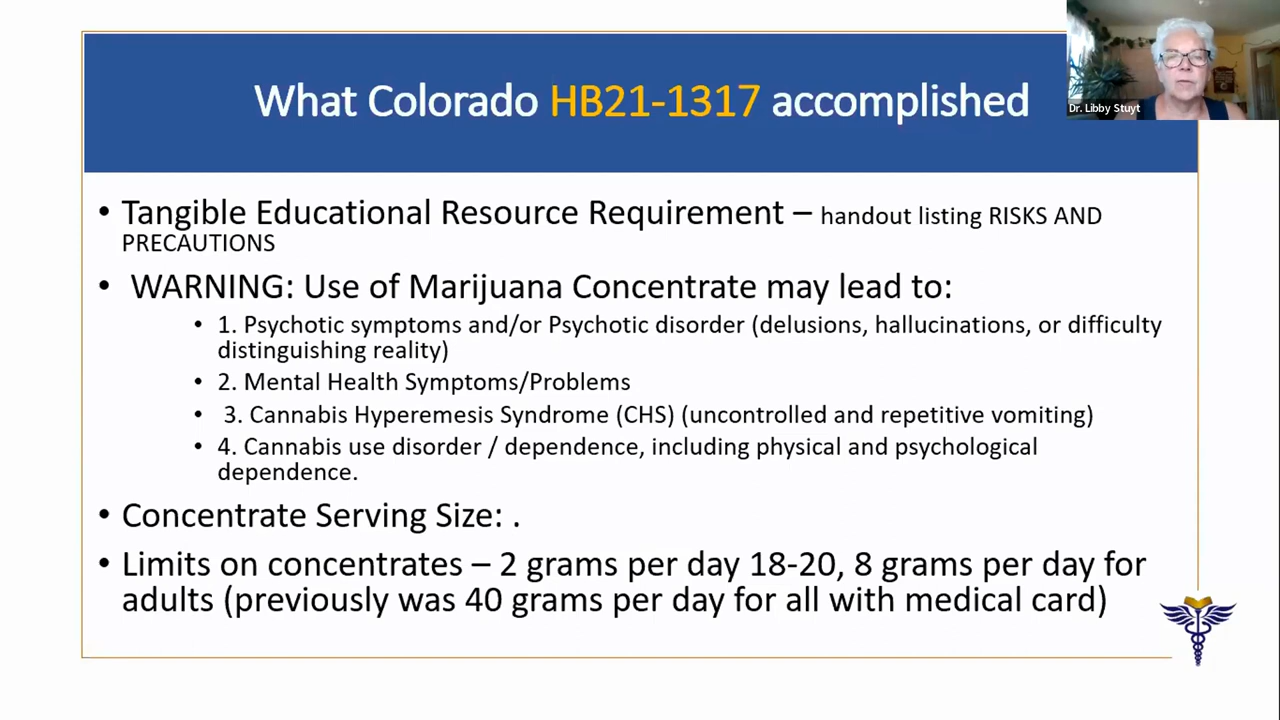 What Colorado HB21-1317 accomplished
Dr. Libby Stuyt
• Tangible Educational Resource Requirement – handout listing RISKS AND
PRECAUTIONS
• WARNING: Use of Marijuana Concentrate may lead to:
• 1. Psychotic symptoms and/or Psychotic disorder (delusions, hallucinations, or difficulty
distinguishing reality)
• 2. Mental Health Symptoms/Problems
• 3. Cannabis Hyperemesis Syndrome (CHS) (uncontrolled and repetitive vomiting)
• 4. Cannabis use disorder / dependence, including physical and psychological
dependence.
• Concentrate Serving Size: .
• Limits on concentrates – 2 grams per day 18-20, 8 grams per day for
adults (previously was 40 grams per day for all with medical card)